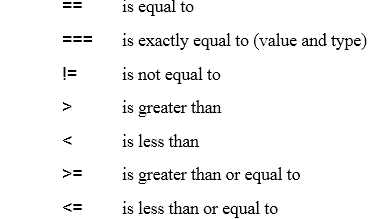 == is equal to
=== is exactly equal to (value and type)
!= is not equal to
> is greater than
< is less than
>= is greater than or equal to
<= is less than or equal to